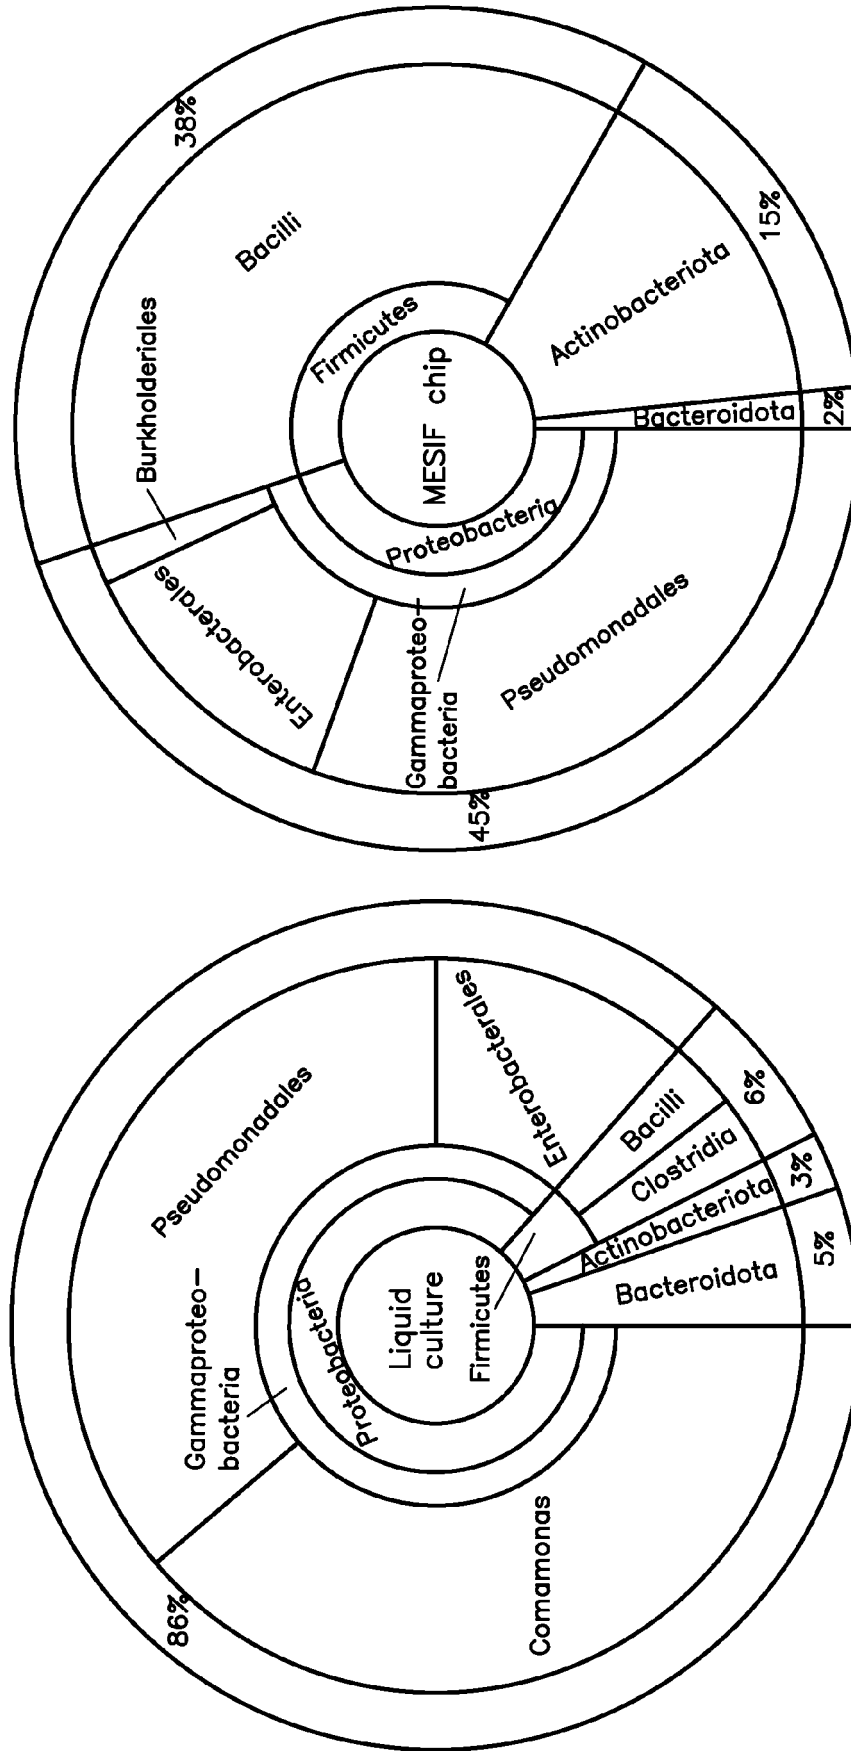 Liquid
culture
Proteobacteria
Firmicutes
Gammaproteo-
bacteria
Pseudomonadales
Enterobacterales
Comamonas
Bacilli
Clostridia
Actinobacteriota
Bacteroidota
86%
6%
3%
5%
MESIF chip
Firmicutes
Proteobacteria
Gammaproteo-
bacteria
Burkholderiales
Bacilli
Enterobacterales
Pseudomonadales
Actinobacteriota
Bacteroidota
38%
15%
2%
45%